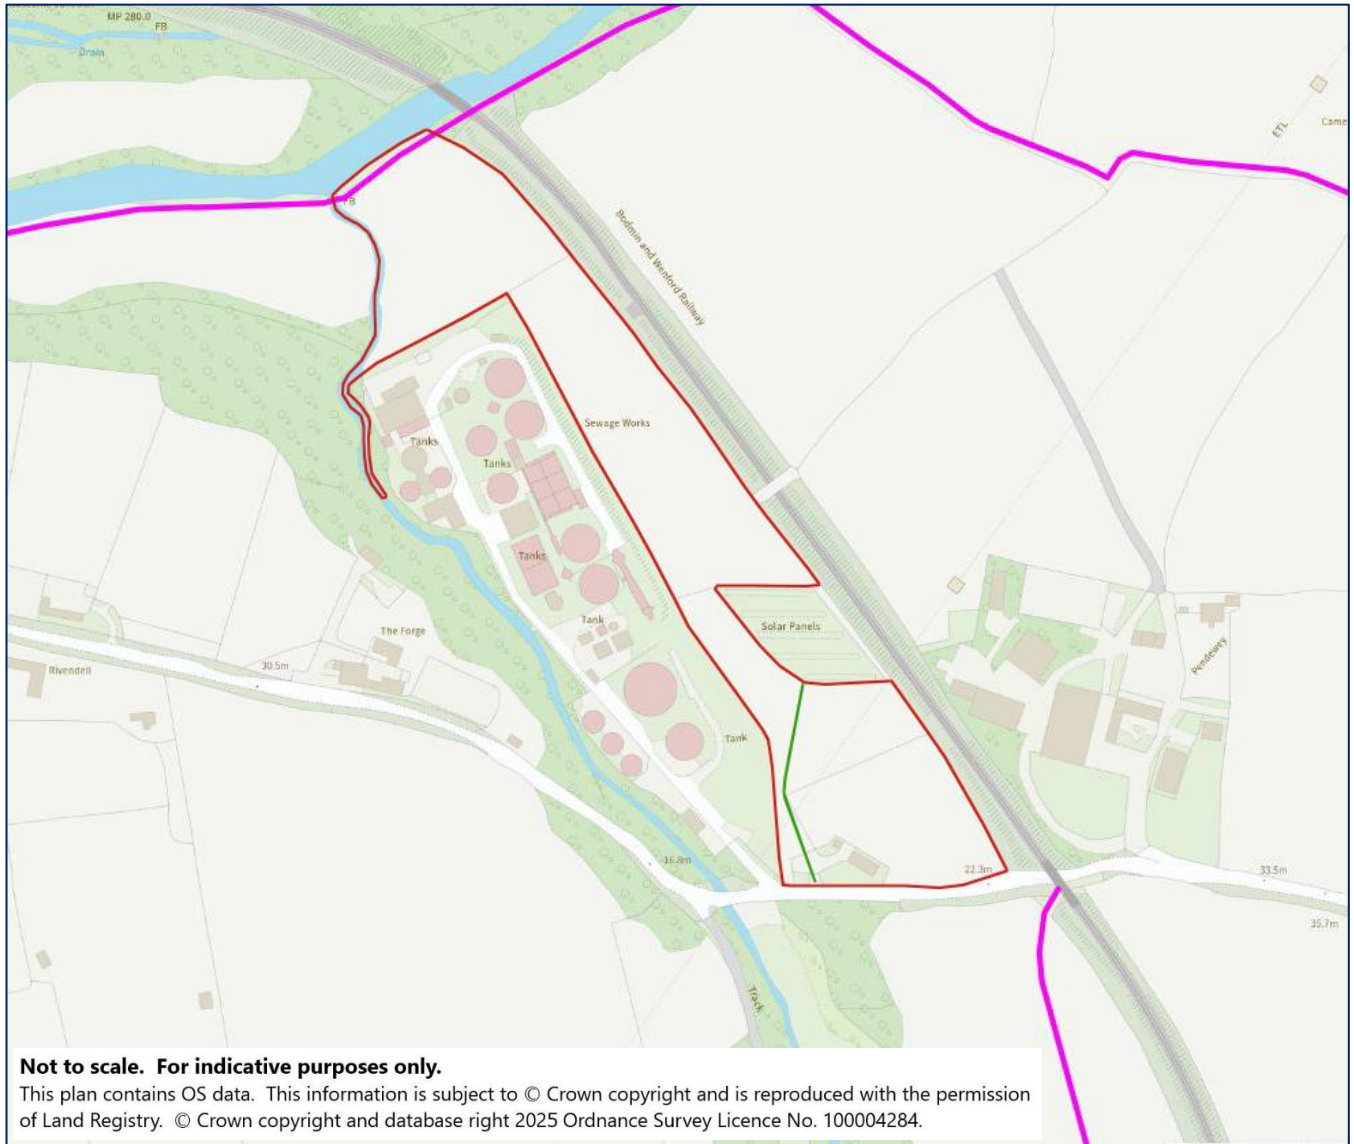 MP 280.0
FB
Drain
ETL
Came
FB
Bodmin and Wenford Railway
Sewage Works
Tanks
Tanks
Tanks
Solar Panels
Tank
The Forge
Pendewey
30.5m
Rivendell
Tank
16.8m
22.3m
33.5m
35.7m
Track
Not to scale. For indicative purposes only.
This plan contains OS data. This information is subject to © Crown copyright and is reproduced with the permission
of Land Registry. © Crown copyright and database right 2025 Ordnance Survey Licence No. 100004284.